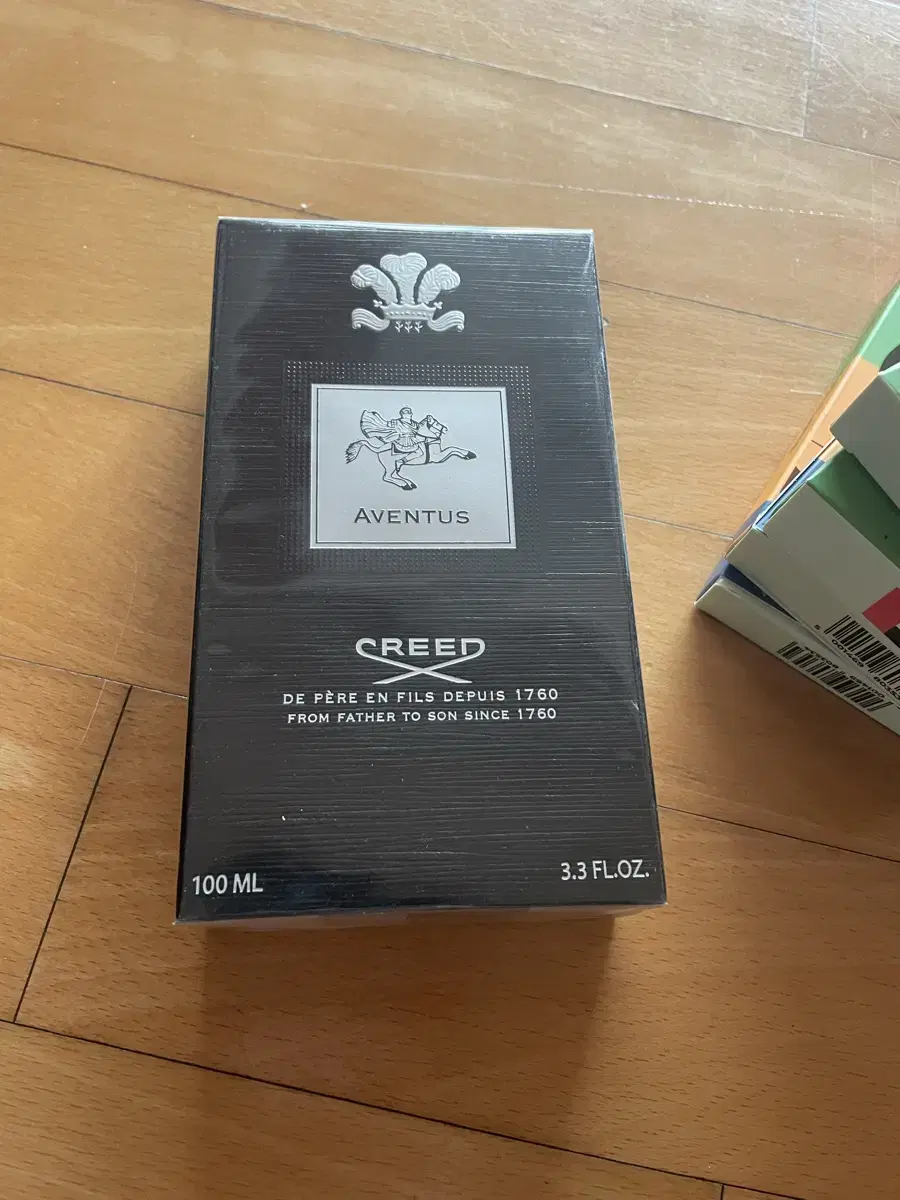 AVENTUS
CREED
DE PÈRE EN FILS DEPUIS 1760
FROM FATHER TO SON SINCE 1760
100 ML
3.3 FL.OZ.